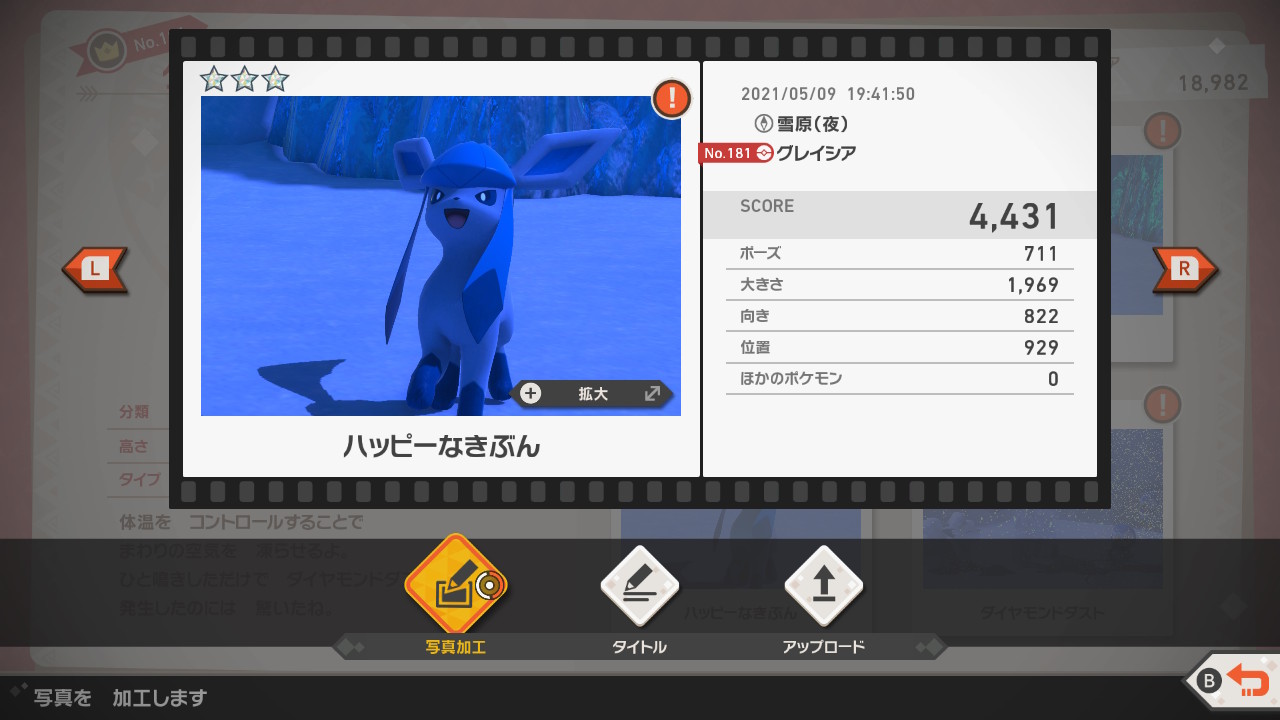 No.1
18,982
2021/05/09 19:41:50
雪原(夜)
No.181 グレイシア
SCORE 4,431
ポーズ 711
大きさ 1,969
向き 822
位置 929
ほかのポケモン 0
拡大
ハッピーなきぶん
L
R
分類
高さ
タイプ
体温を コントロールすることで
まわりの空気を 凍らせるよ。
ひと鳴きしただけで ダイヤモンドダ
発生したのには 驚いたね。
ハッピーなきぶん
ダイヤモンドダスト
写真加工
タイトル
アップロード
写真を 加工します
B